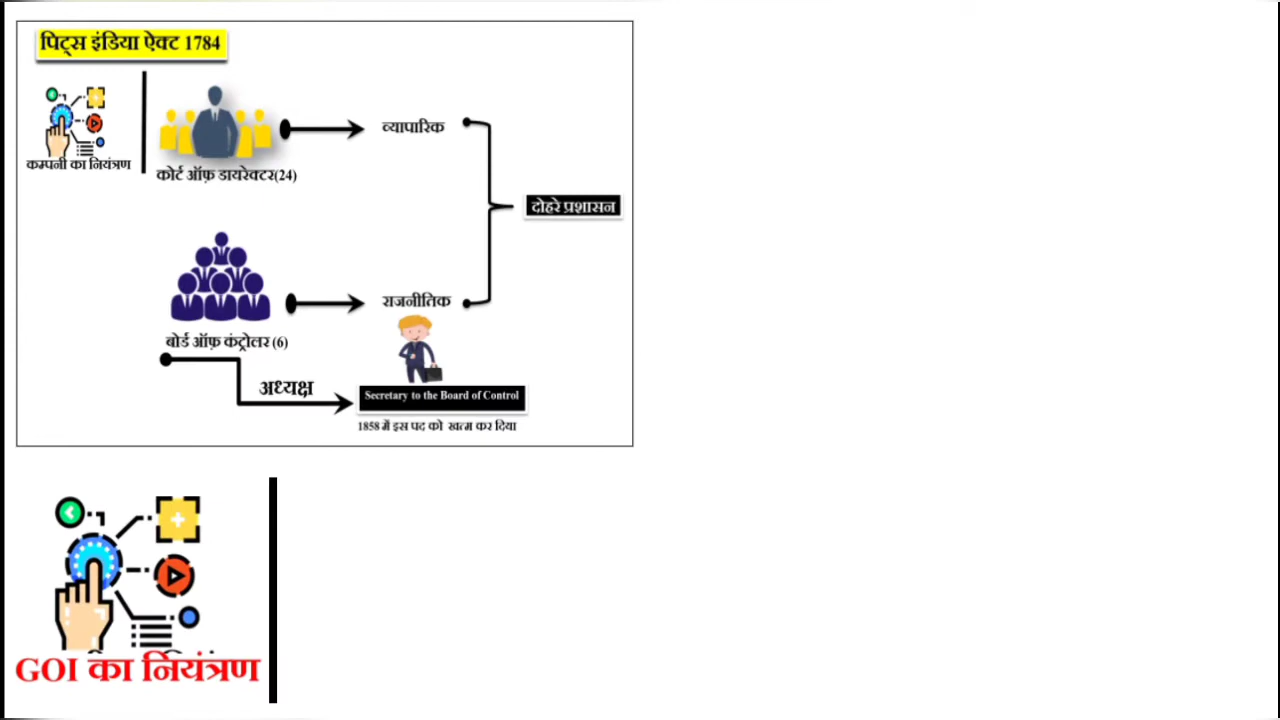 पिट्स इंडिया ऐक्ट 1784
कम्पनी का नियंत्रण
कोर्ट ऑफ़ डायरेक्टर(24)
व्यापारिक
दोहरे प्रशासन
बोर्ड ऑफ़ कंट्रोलर (6)
राजनीतिक
अध्यक्ष
Secretary to the Board of Control
1858 में इस पद को खत्म कर दिया
GOI का नियंत्रण